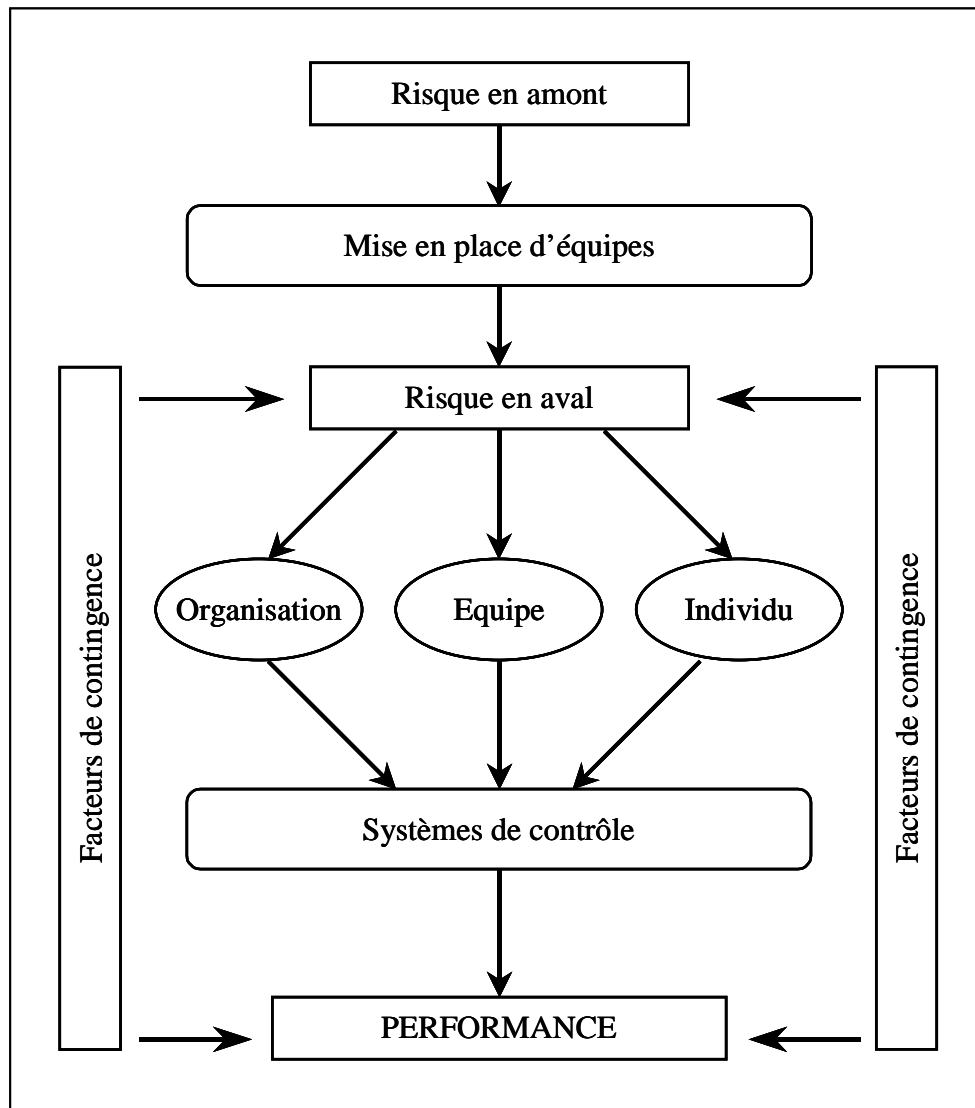 Risque en amont
Mise en place d’équipes
Risque en aval
Facteurs de contingence
Organisation
Equipe
Individu
Facteurs de contingence
Systèmes de contrôle
PERFORMANCE